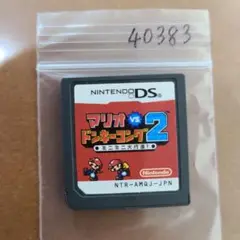 40383
NINTENDO DS
マリオ VS.
ドンキーコング 2
ミニミニ大行進!
Nintendo
NTR-AMQJ-JPN